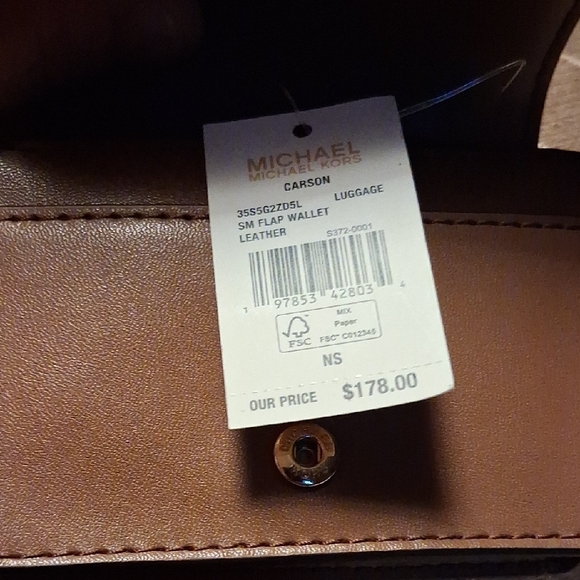 MICHAEL
MICHAEL KORS
CARSON
35S5G2ZD5L LUGGAGE
SM FLAP WALLET
LEATHER S372-0001
1 97853 42803 4
FSC
MIX
Paper
FSC™ C012345
NS
OUR PRICE $178.00